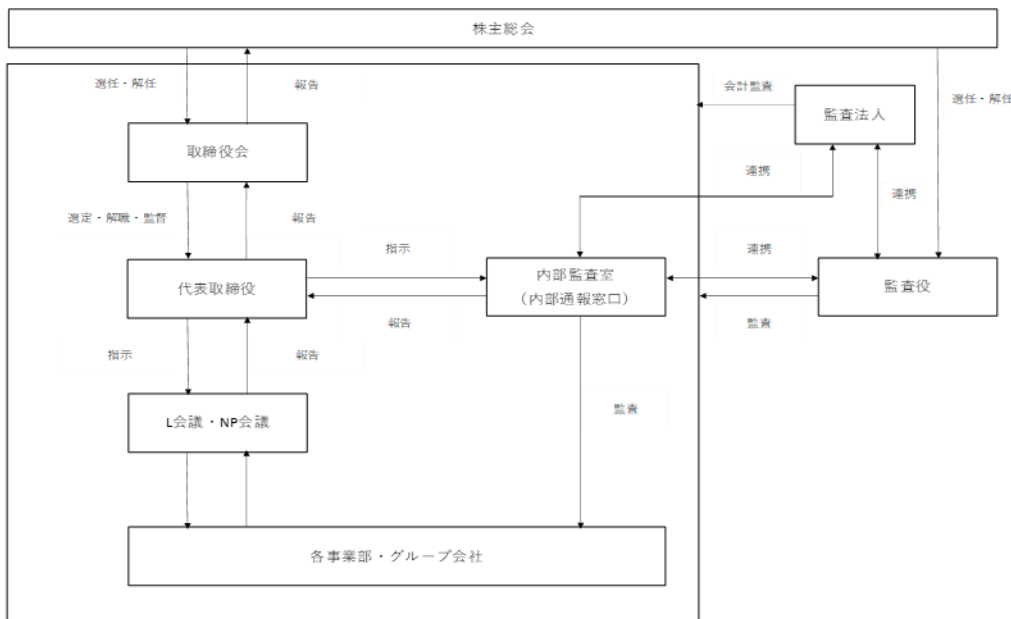 株主総会
選任・解任
報告
会計監査
監査法人
選任・解任
取締役会
連携
連携
選定・解職・監督
報告
指示
連携
代表取締役
内部監査室
(内部通報窓口)
監査役
報告
監査
指示
報告
監査
L会議・NP会議
各事業部・グループ会社